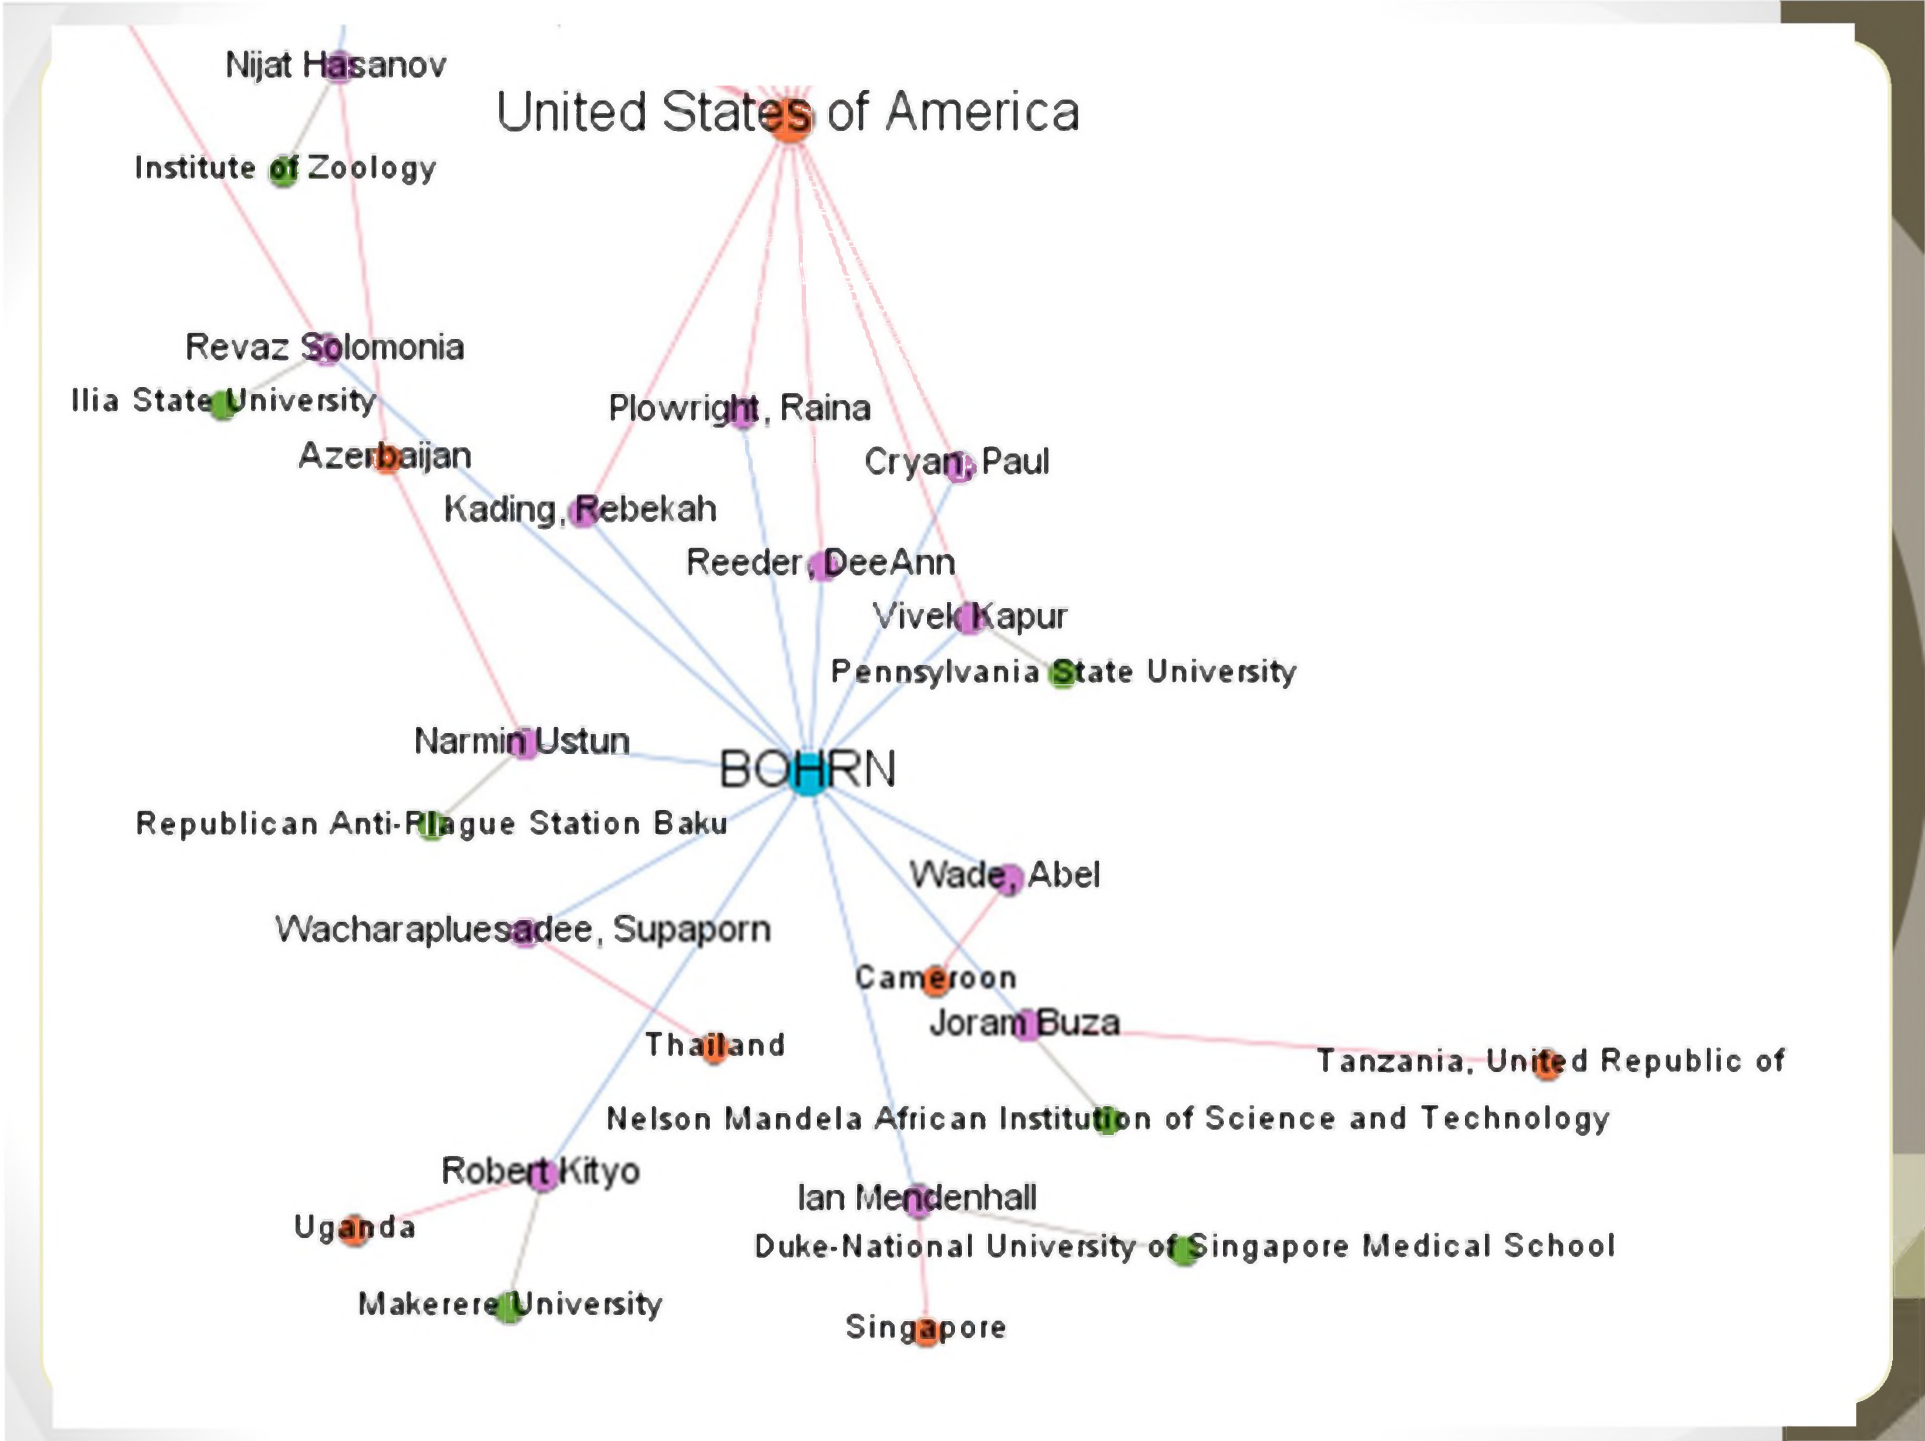 Nijat Hasanov
United States of America
Institute of Zoology
Revaz Solomonia
Ilia State University
Plowright, Raina
Azerbaijan
Cryan, Paul
Kading, Rebekah
Reeder, DeeAnn
Vivek Kapur
Pennsylvania State University
Narmin Ustun
BOHRN
Republican Anti-Plague Station Baku
Wade, Abel
Wacharapluesadee, Supaporn
Cameroon
Joram Buza
Thailand
Tanzania, United Republic of
Nelson Mandela African Institution of Science and Technology
Robert Kityo
Ian Mendenhall
Uganda
Duke-National University of Singapore Medical School
Makerere University
Singapore